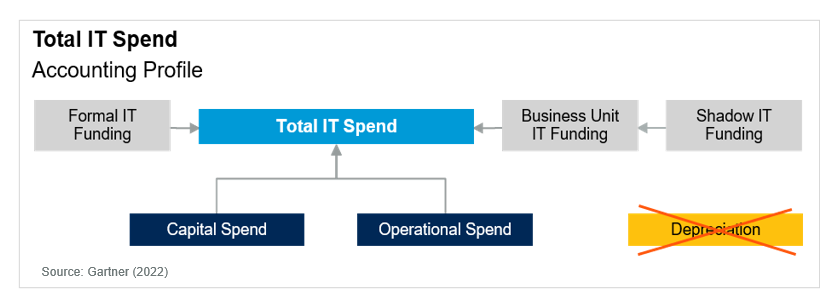 Total IT Spend
Accounting Profile
Formal IT
Funding
Total IT Spend
Business Unit
IT Funding
Shadow IT
Funding
Capital Spend
Operational Spend
Depreciation
Source: Gartner (2022)